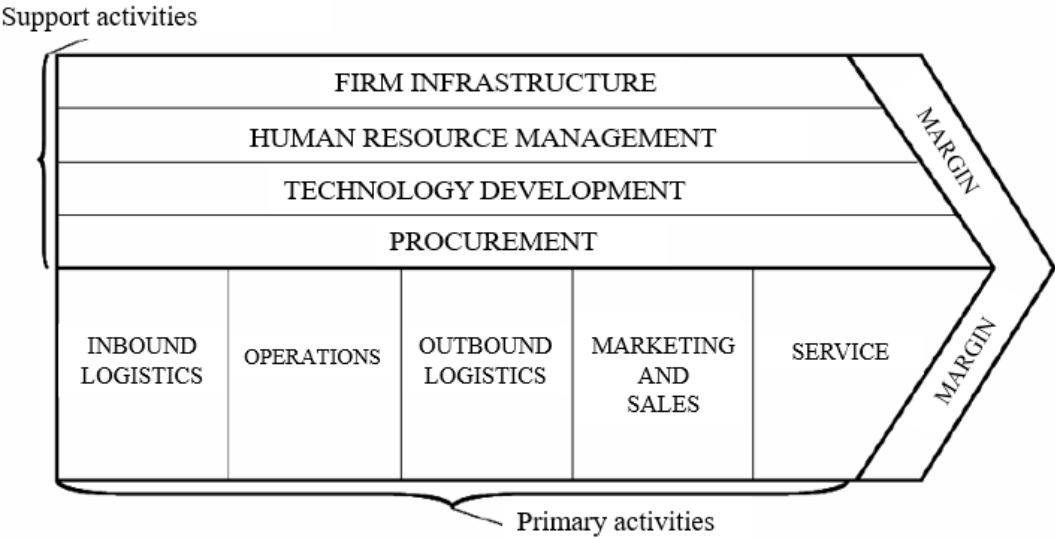 Support activities
FIRM INFRASTRUCTURE
HUMAN RESOURCE MANAGEMENT
TECHNOLOGY DEVELOPMENT
PROCUREMENT
MARGIN
INBOUND
LOGISTICS
OPERATIONS
OUTBOUND
LOGISTICS
MARKETING
AND
SALES
SERVICE
MARGIN
Primary activities